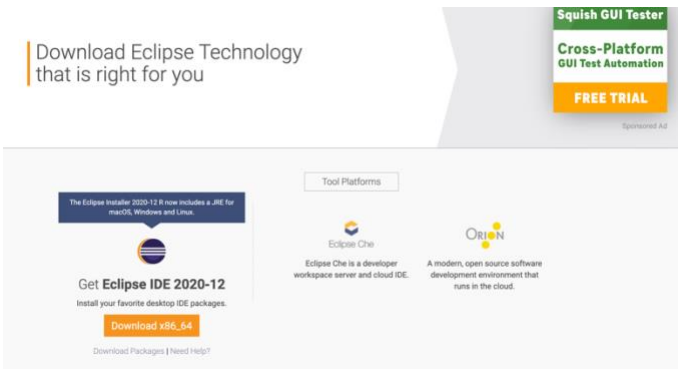 Squish GUI Tester
Download Eclipse Technology
that is right for you
Cross-Platform
GUI Test Automation
FREE TRIAL
Sponsored Ad
Tool Platforms
The Eclipse Installer 2020-12 R now includes a JRE for
macOS, Windows and Linux.
Get Eclipse IDE 2020-12
Install your favorite desktop IDE packages.
Download x86_64
Download Packages | Need Help?
Eclipse Che
Eclipse Che is a developer
workspace server and cloud IDE.
ORION
A modern, open source software
development environment that
runs in the cloud.